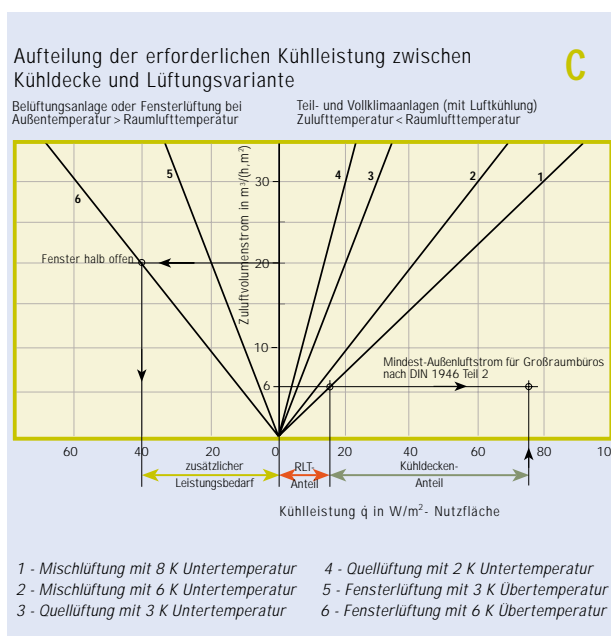 Aufteilung der erforderlichen Kühlleistung zwischen
Kühldecke und Lüftungsvariante
C
Belüftungsanlage oder Fensterlüftung bei
Außentemperatur > Raumlufttemperatur
Teil- und Vollklimaanlagen (mit Luftkühlung)
Zulufttemperatur < Raumlufttemperatur
6
5
4
3
2
1
Zuluftvolumenstrom in m³/(h.m²)
30
20
10
6
Fenster halb offen
Mindest-Außenluftstrom für Großraumbüros
nach DIN 1946 Teil 2
60
40
20
0
20
40
60
80
10
zusätzlicher
Leistungsbedarf
RLT-
Anteil
Kühldecken-
Anteil
Kühlleistung q̇ in W/m²- Nutzfläche
1 - Mischlüftung mit 8 K Untertemperatur
2 - Mischlüftung mit 6 K Untertemperatur
3 - Quellüftung mit 3 K Untertemperatur
4 - Quellüftung mit 2 K Untertemperatur
5 - Fensterlüftung mit 3 K Übertemperatur
6 - Fensterlüftung mit 6 K Übertemperatur